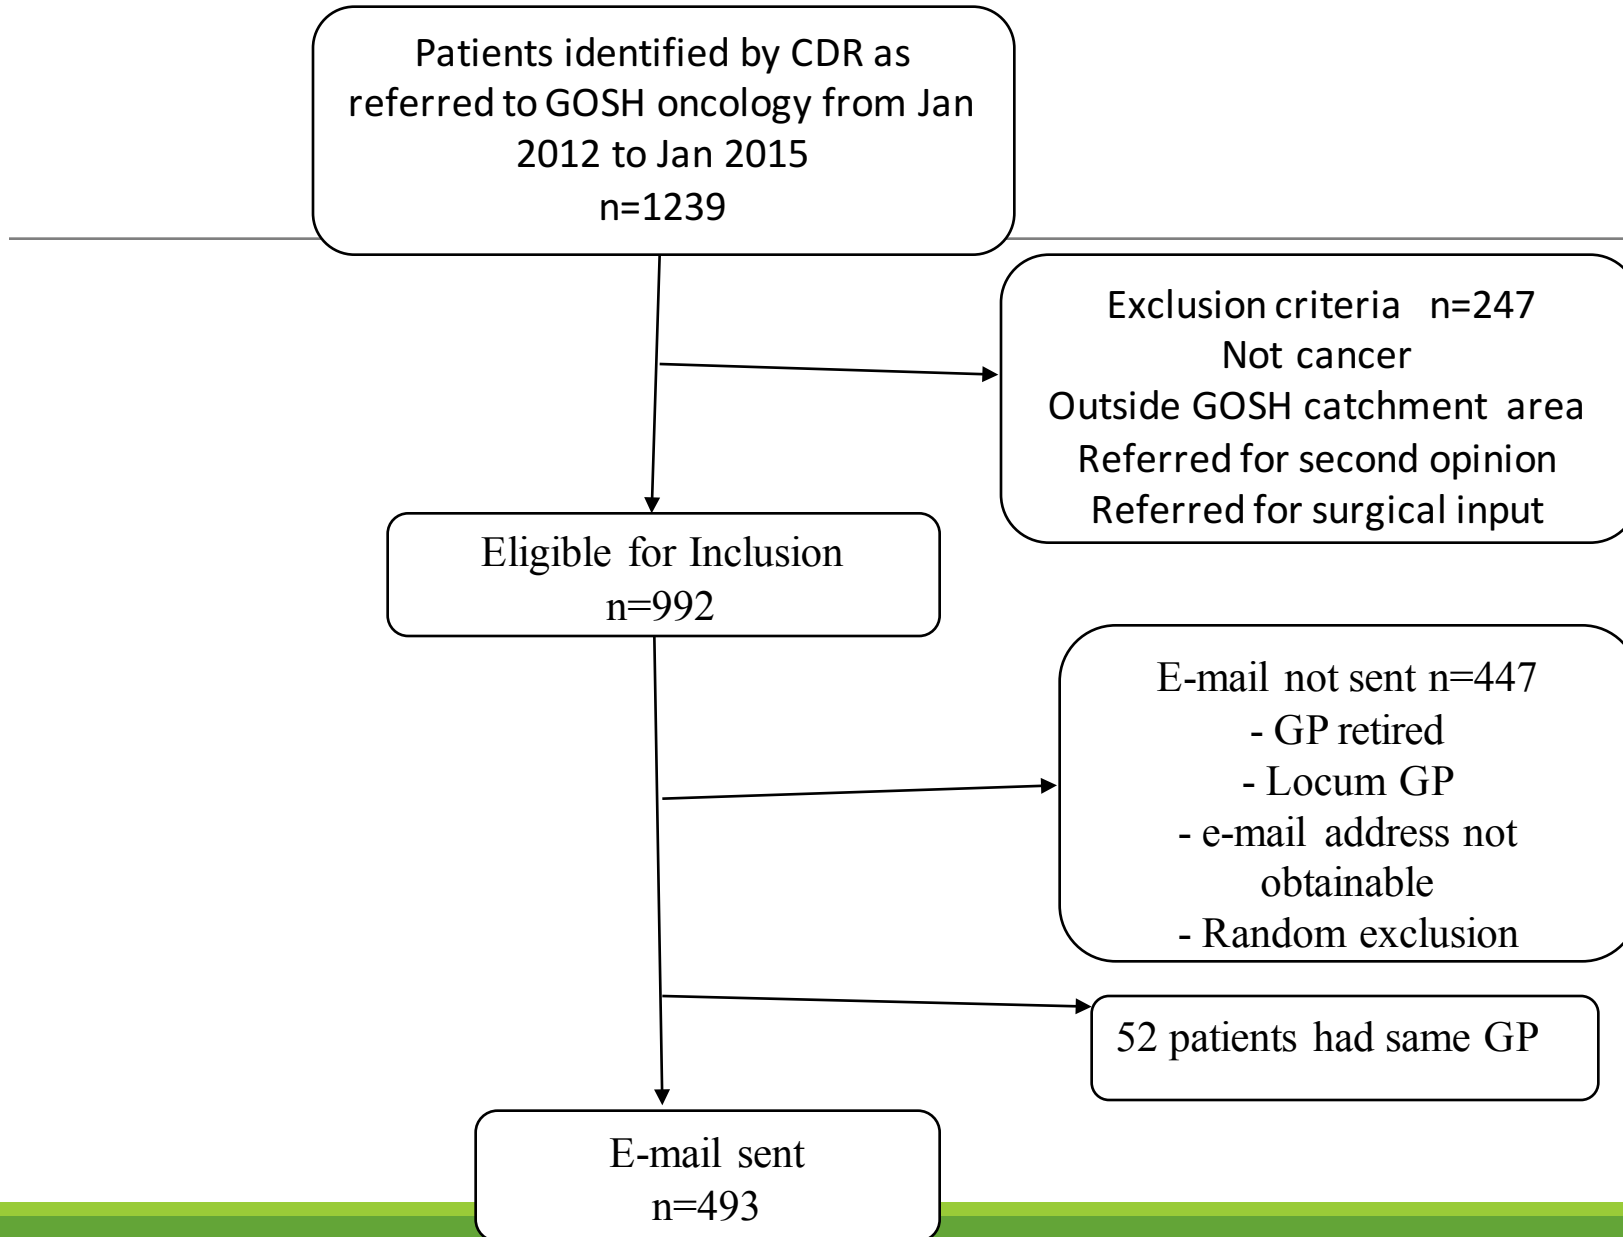 Patients identified by CDR as
referred to GOSH oncology from Jan
2012 to Jan 2015
n=1239
Exclusion criteria n=247
Not cancer
Outside GOSH catchment area
Referred for second opinion
Referred for surgical input
Eligible for Inclusion
n=992
E-mail not sent n=447
- GP retired
- Locum GP
- e-mail address not
obtainable
- Random exclusion
52 patients had same GP
E-mail sent
n=493